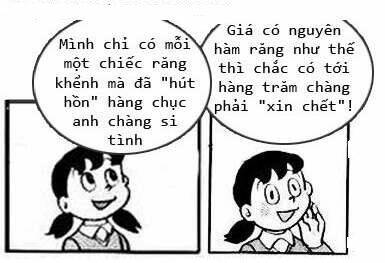 Mình chỉ có mỗi
một chiếc răng
khểnh mà đã "hút
hồn" hàng chục
anh chàng si
tình
Giá có nguyên
hàm răng như thế
thì chắc có tới
hàng trăm chàng
phải "xin chết"!